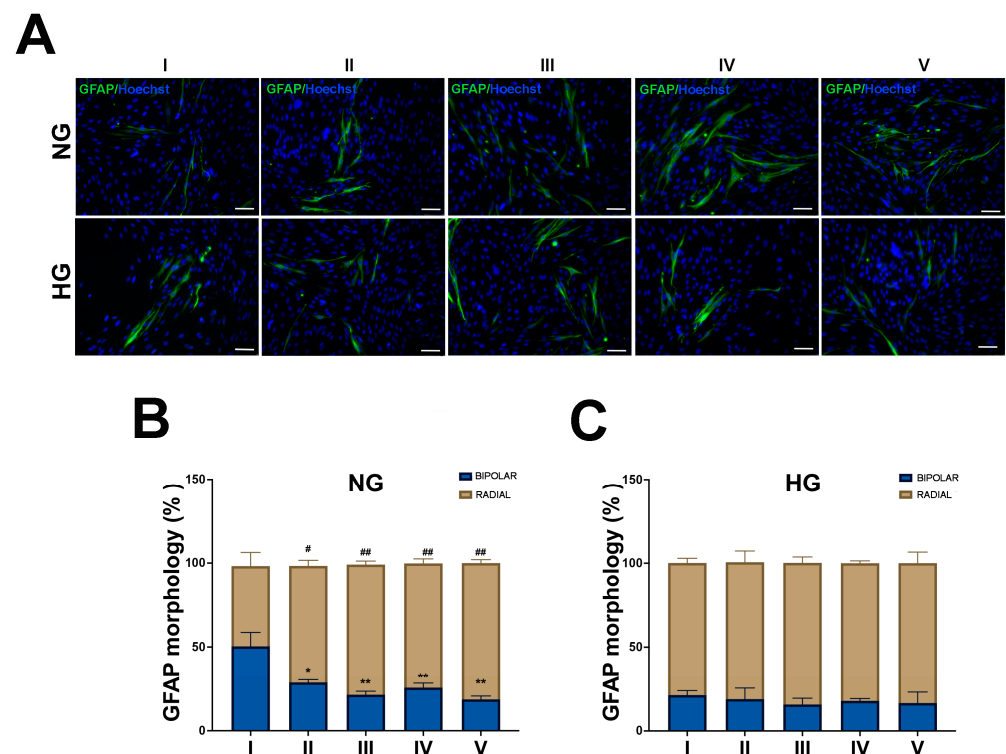 A
I II III IV V
NG
GFAP/Hoechst GFAP/Hoechst GFAP/Hoechst GFAP/Hoechst GFAP/Hoechst
HG
B
NG
BIPOLAR
RADIAL
GFAP morphology (% )
150
100
50
0
# ## ## ##
* ** ** **
I II III IV V
C
HG
BIPOLAR
RADIAL
GFAP morphology (% )
150
100
50
0
I II III IV V